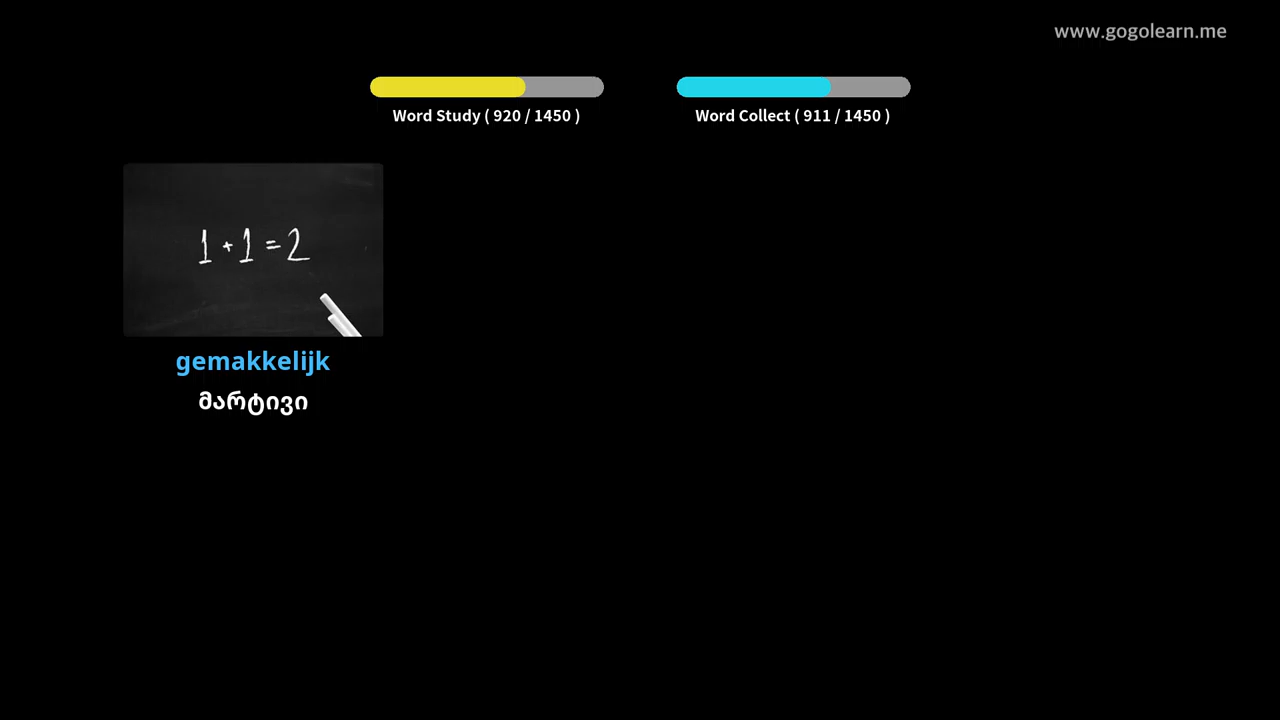 www.gogolearn.me
Word Study ( 920 / 1450 )
Word Collect ( 911 / 1450 )
1 + 1 = 2
gemakkelijk
მარტივი